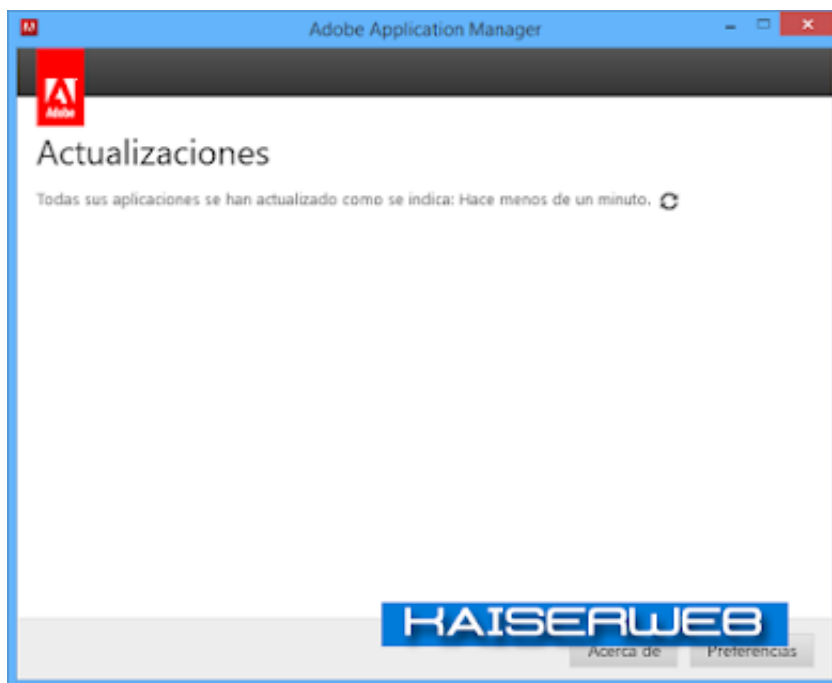 Adobe Application Manager
Adobe
Actualizaciones
Todas sus aplicaciones se han actualizado como se indica: Hace menos de un minuto.
KAISERWEB
Acerca de
Preferencias